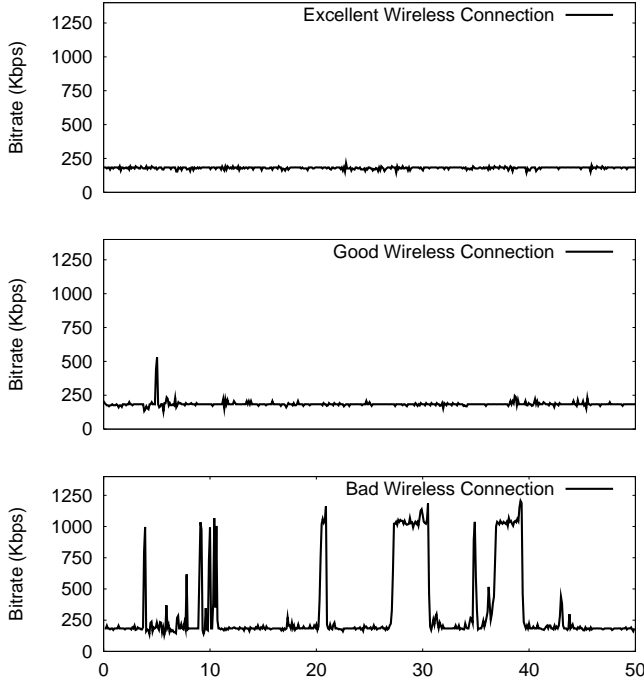 Excellent Wireless Connection
1250
1000
750
500
250
0
Bitrate (Kbps)
Good Wireless Connection
1250
1000
750
500
250
0
Bitrate (Kbps)
Bad Wireless Connection
1250
1000
750
500
250
0
Bitrate (Kbps)
0 10 20 30 40 50